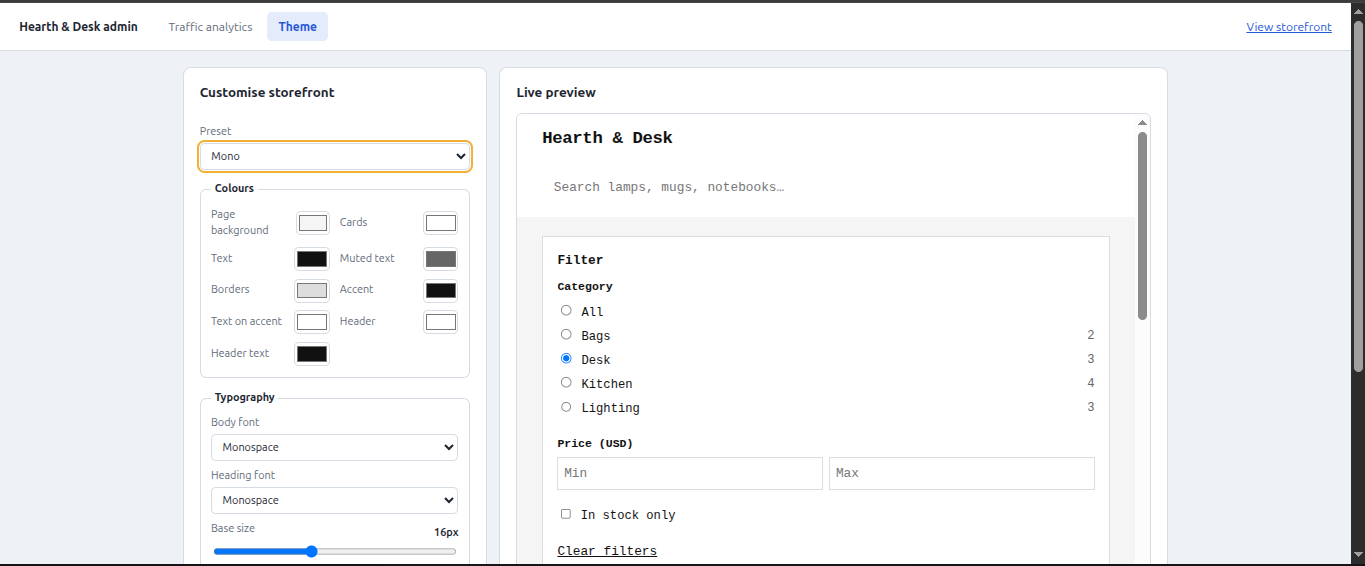 Hearth & Desk admin
Traffic analytics
Theme
View storefront
Customise storefront
Preset
Mono
Colours
Page
background
Cards
Text
Muted text
Borders
Accent
Text on accent
Header
Header text
Typography
Body font
Monospace
Heading font
Monospace
Base size
16px
Live preview
Hearth & Desk
Search lamps, mugs, notebooks…
Filter
Category
All
Bags 2
Desk 3
Kitchen 4
Lighting 3
Price (USD)
Min
Max
In stock only
Clear filters